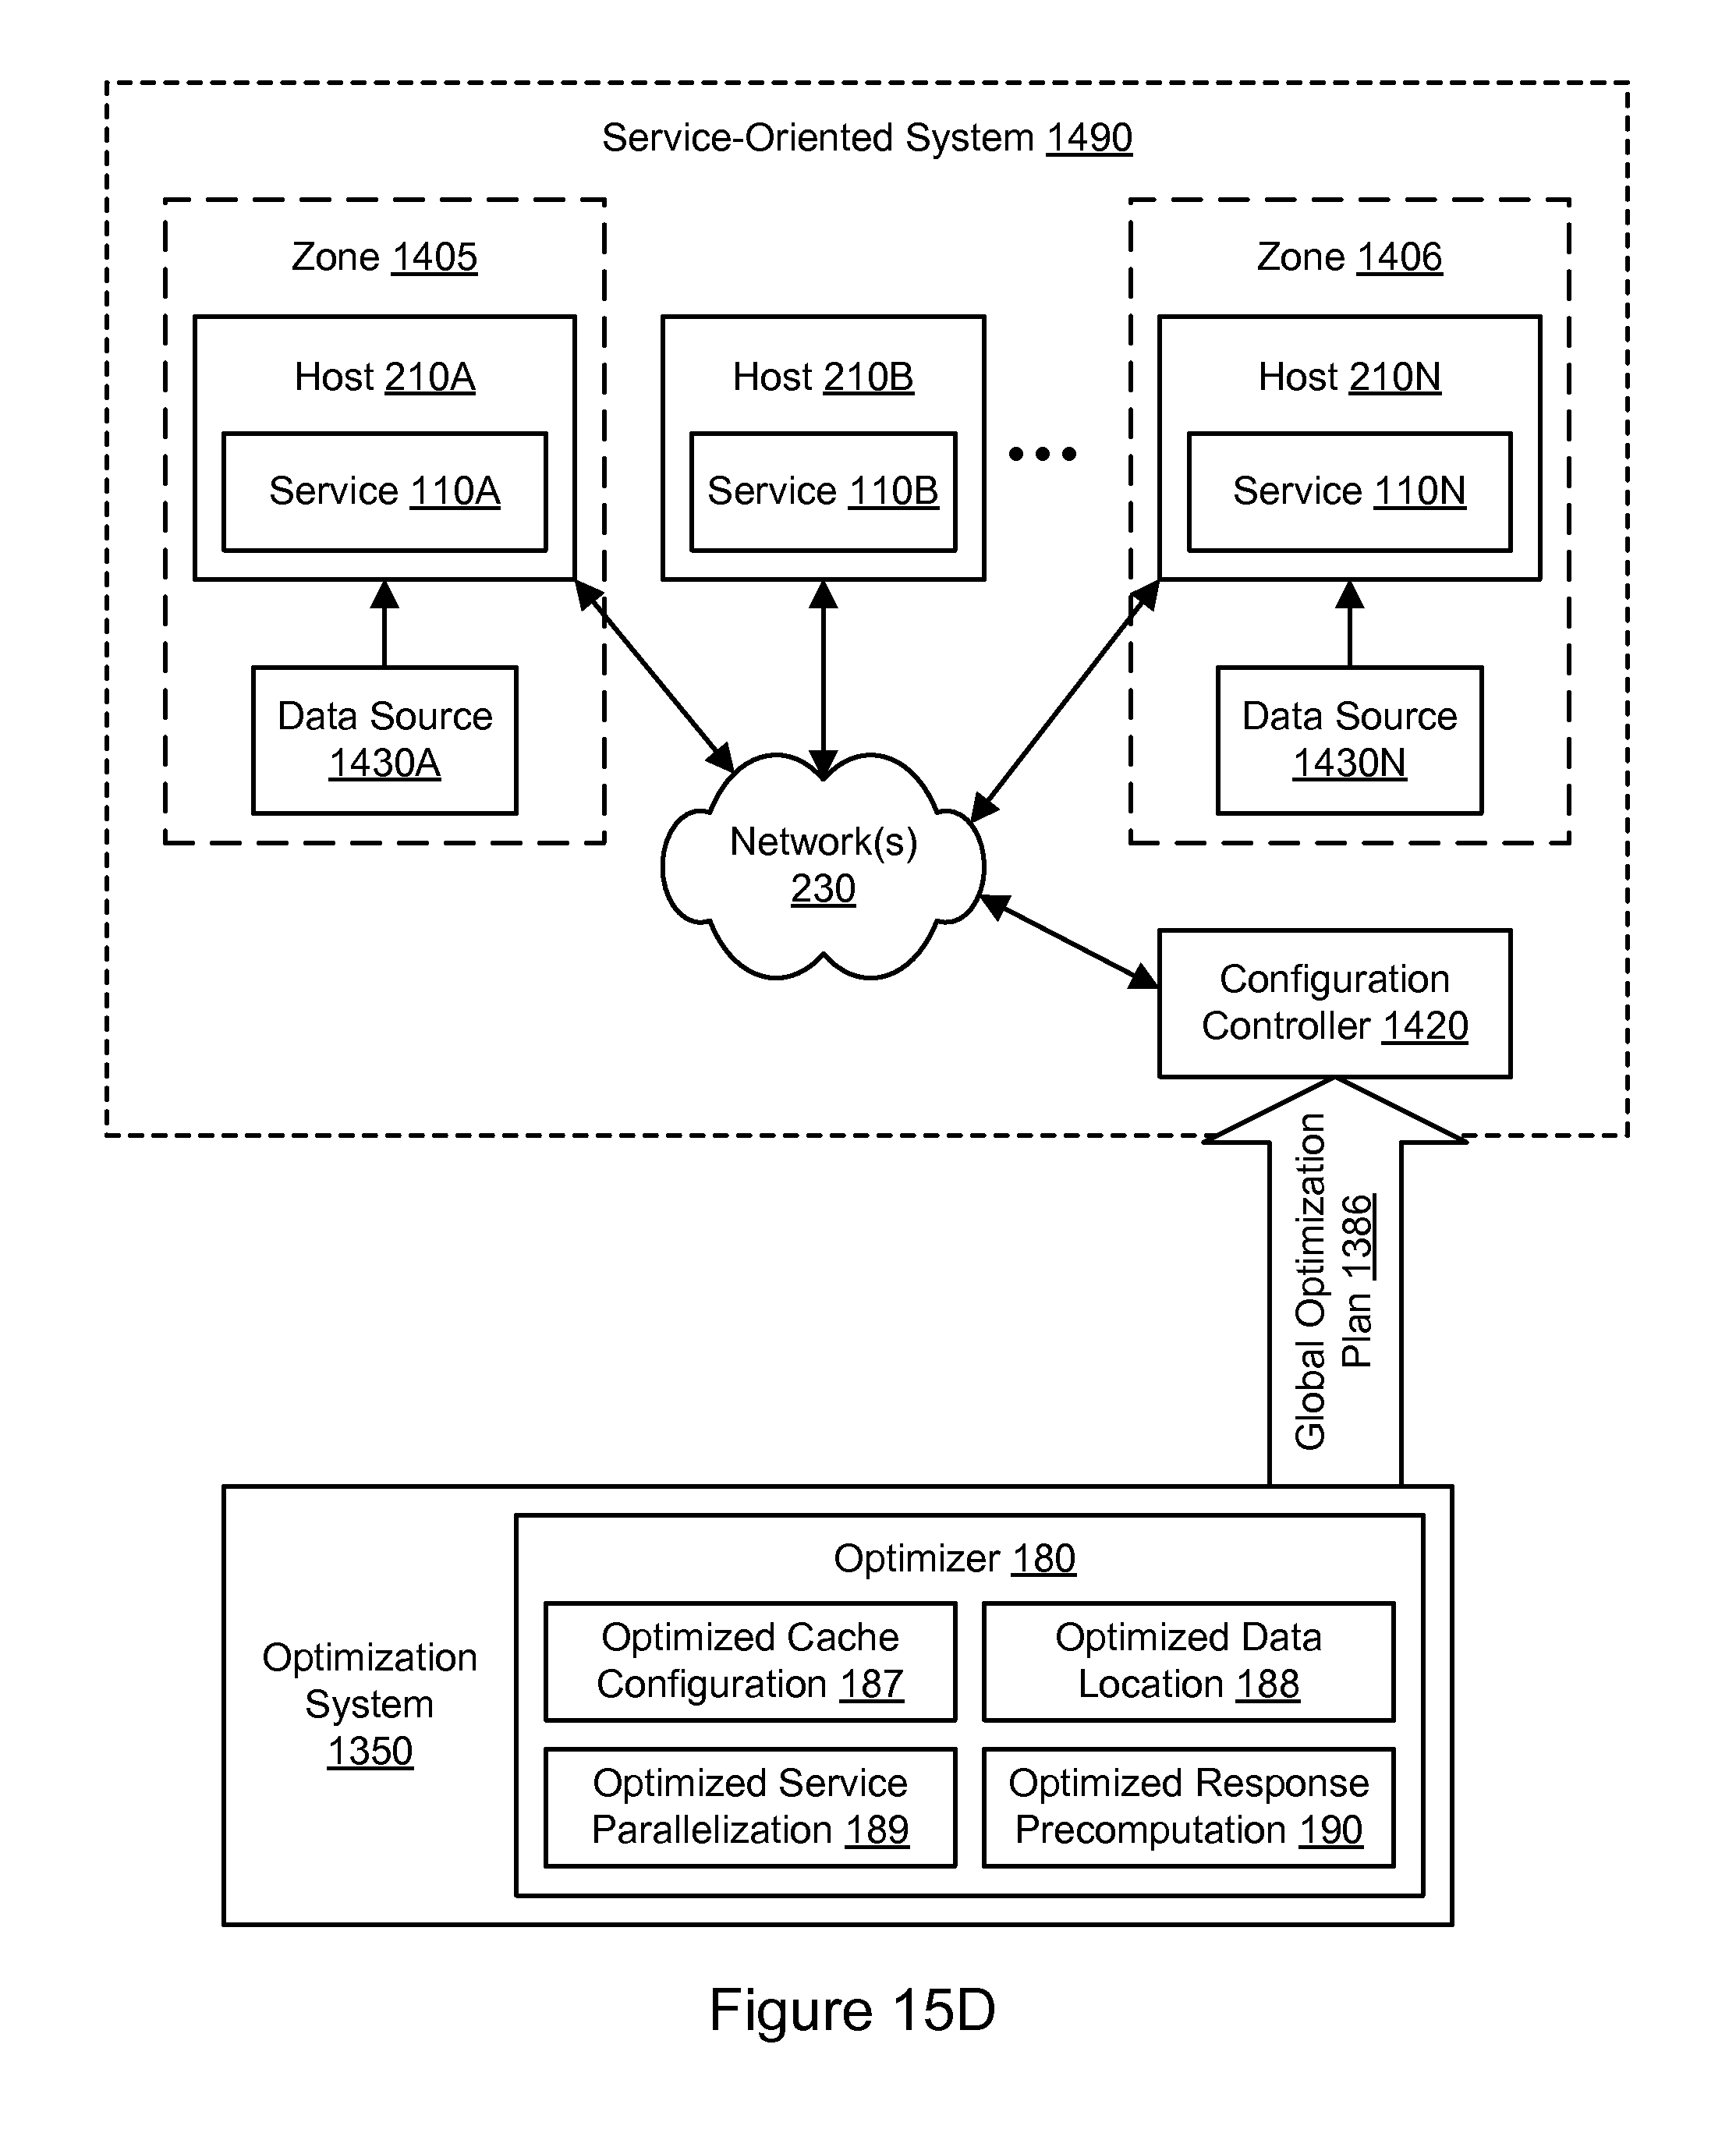 Service-Oriented System 1490
Zone 1405
Zone 1406
Host 210A
Host 210B
Host 210N
Service 110A
Service 110B
Service 110N
Data Source
1430A
Data Source
1430N
Network(s)
230
Configuration
Controller 1420
Global Optimization
Plan 1386
Optimization
System
1350
Optimizer 180
Optimized Cache
Configuration 187
Optimized Data
Location 188
Optimized Service
Parallelization 189
Optimized Response
Precomputation 190
Figure 15D